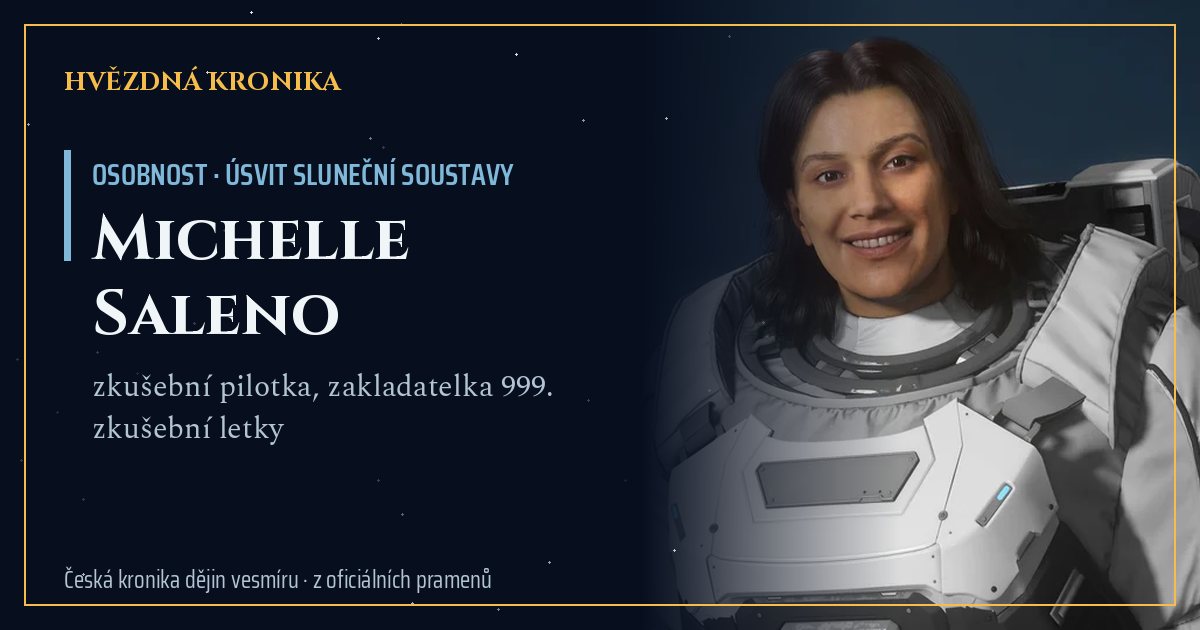 HVĚZDNÁ KRONIKA
OSOBNOST · ÚSVIT SLUNEČNÍ SOUSTAVY
MICHELLE
SALENO
zkušební pilotka, zakladatelka 999.
zkušební letky
Česká kronika dějin vesmíru · z oficiálních pramenů